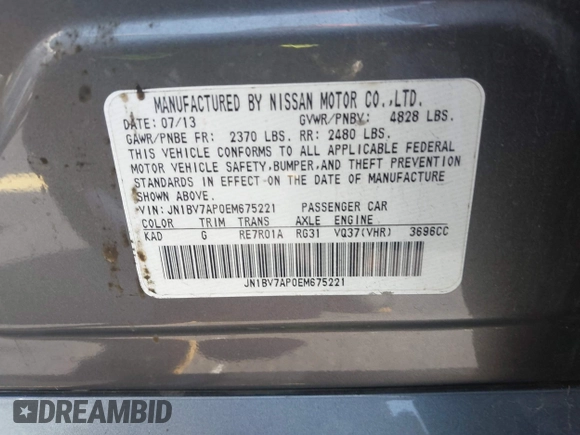 MANUFACTURED BY NISSAN MOTOR CO.,LTD.
DATE: 07/13 GVWR/PNBV: 4828 LBS.
GAWR/PNBE FR: 2370 LBS. RR: 2480 LBS.
THIS VEHICLE CONFORMS TO ALL APPLICABLE FEDERAL
MOTOR VEHICLE SAFETY,BUMPER,AND THEFT PREVENTION
STANDARDS IN EFFECT ON THE DATE OF MANUFACTURE
SHOWN ABOVE.
VIN: JN1BV7AP0EM675221 PASSENGER CAR
COLOR TRIM TRANS AXLE ENGINE
KAD G RE7R01A RG31 VQ37(VHR) 3696CC
JN1BV7AP0EM675221
DREAMBID